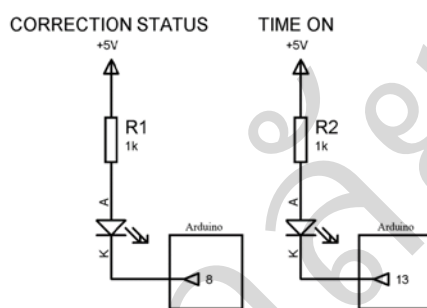 CORRECTION STATUS
TIME ON
+5V
+5V
R1
1k
R2
1k
A
A
K
K
Arduino
Arduino
8
13